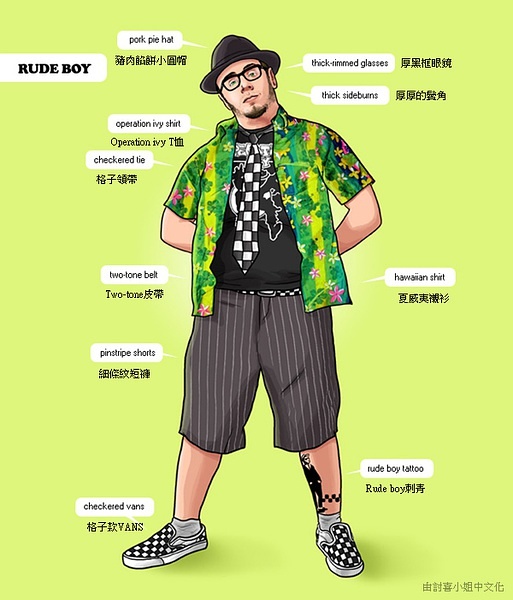 pork pie hat
豬肉餡餅小圓帽
RUDE BOY
thick-rimmed glasses
厚黑框眼鏡
thick sideburns
厚厚的鬢角
operation ivy shirt
Operation ivy T恤
checkered tie
格子領帶
two-tone belt
Two-tone皮帶
hawaiian shirt
夏威夷襯衫
pinstripe shorts
細條紋短褲
rude boy tattoo
Rude boy刺青
checkered vans
格子款VANS
由討喜小姐中文化